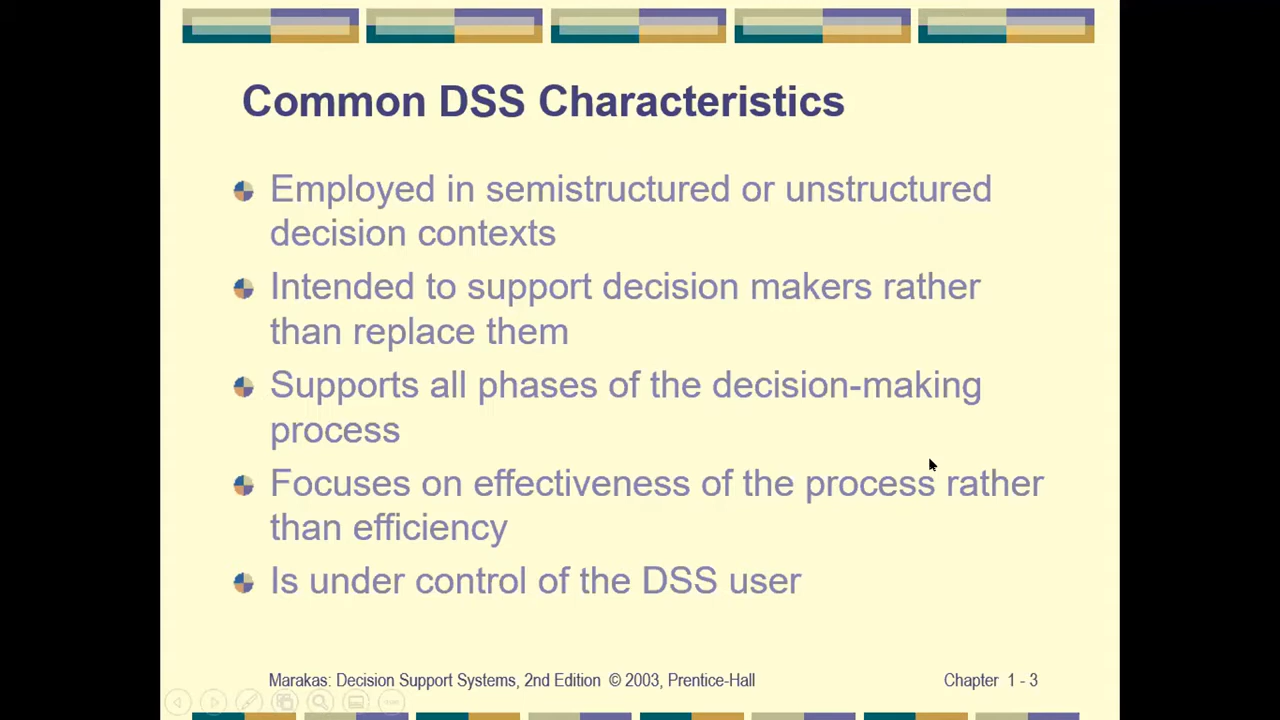 Common DSS Characteristics
Employed in semistructured or unstructured
decision contexts
Intended to support decision makers rather
than replace them
Supports all phases of the decision-making
process
Focuses on effectiveness of the process rather
than efficiency
Is under control of the DSS user
Marakas: Decision Support Systems, 2nd Edition © 2003, Prentice-Hall
Chapter 1 - 3